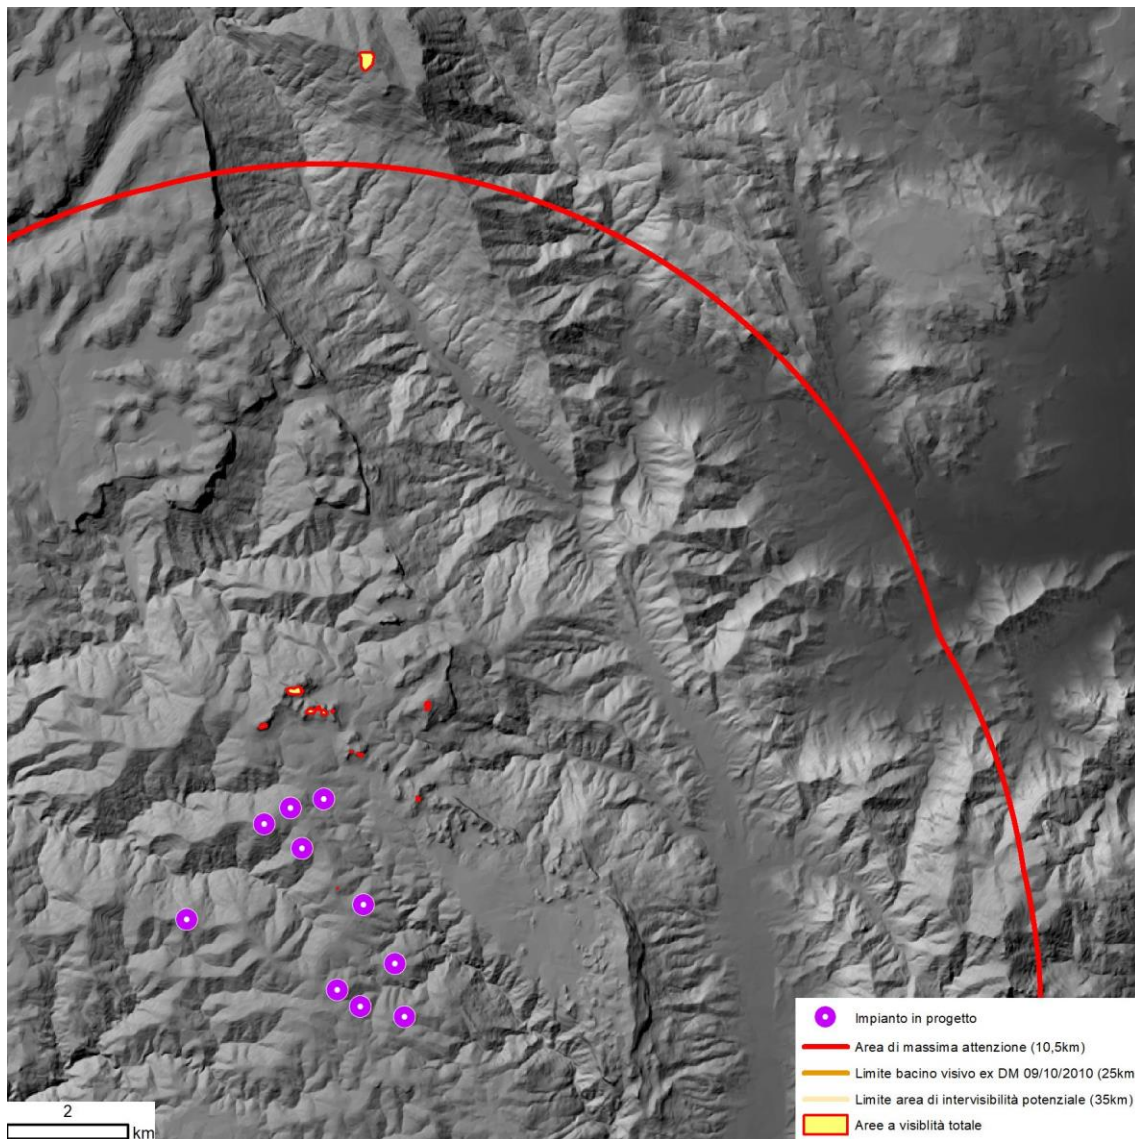 Impianto in progetto
Area di massima attenzione (10,5km)
Limite bacino visivo ex DM 09/10/2010 (25km
Limite area di intervisibilità potenziale (35km)
Aree a visiblità totale
2
km